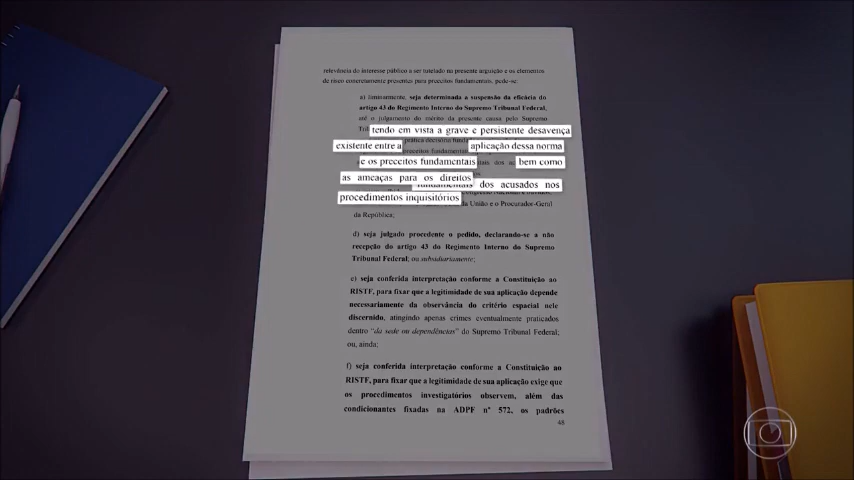 relevância do interesse público a ser tutelado na presente arguição e os elementos
de risco concretamente presentes para preceitos fundamentais, pede-se:
a) liminarmente, seja determinada a suspensão da eficácia do
artigo 43 do Regimento Interno do Supremo Tribunal Federal,
até o julgamento do mérito da presente causa pelo Supremo
tendo em vista a grave e persistente desavença
existente entre a aplicação dessa norma
e os preceitos fundamentais bem como
as ameaças para os direitos
fundamentais dos acusados nos
procedimentos inquisitórios
União e o Procurador-Geral
da República;
d) seja julgado procedente o pedido, declarando-se a não
recepção do artigo 43 do Regimento Interno do Supremo
Tribunal Federal; ou subsidiariamente;
e) seja conferida interpretação conforme a Constituição ao
RISTF, para fixar que a legitimidade de sua aplicação depende
necessariamente da observância do critério espacial nele
discernido, atingindo apenas crimes eventualmente praticados
dentro “da sede ou dependências” do Supremo Tribunal Federal;
ou, ainda;
f) seja conferida interpretação conforme a Constituição ao
RISTF, para fixar que a legitimidade de sua aplicação exige que
os procedimentos investigatórios observem, além das
condicionantes fixadas na ADPF nº 572, os padrões
48